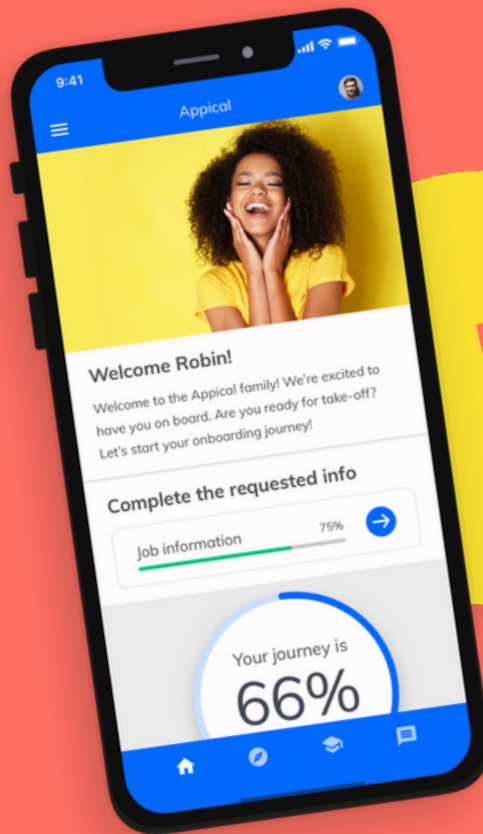 9:41
Appical
Welcome Robin!
Welcome to the Appical family! We're excited to
have you on board. Are you ready for take-off?
Let's start your onboarding journey!
Complete the requested info
Job information
75%
Your journey is
66%